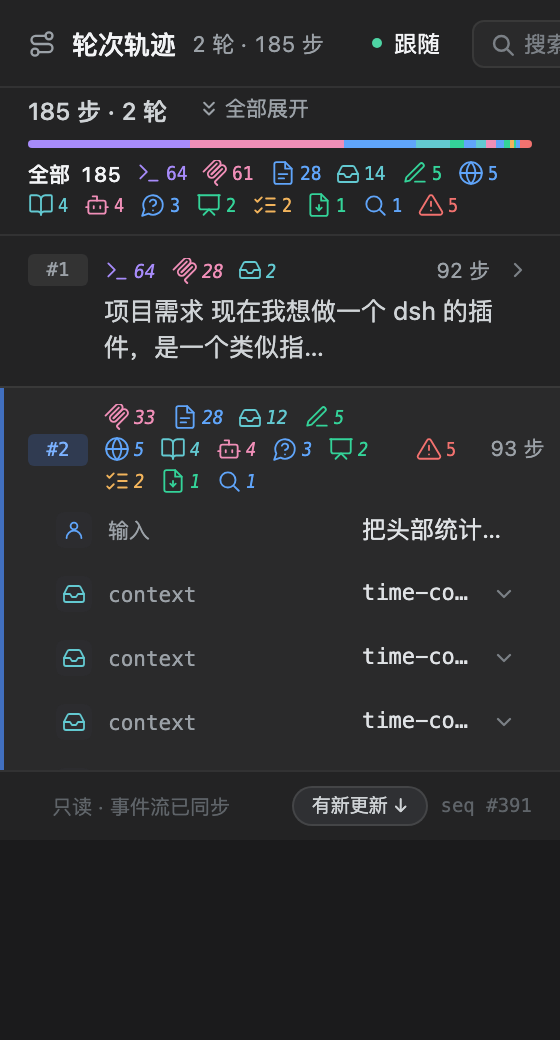 轮次轨迹 2 轮 · 185 步 跟随 搜索
185 步 · 2 轮 全部展开
全部 185 64 61 28 14 5 5
4 4 3 2 2 1 1 5
#1 64 28 2 92 步
项目需求 现在我想做一个 dsh 的插
件，是一个类似指...
33 28 12 5
#2 5 4 4 3 2 5 93 步
2 1 1
输入 把头部统计...
context time-co...
context time-co...
context time-co...
只读 · 事件流已同步 有新更新 ↓ seq #391